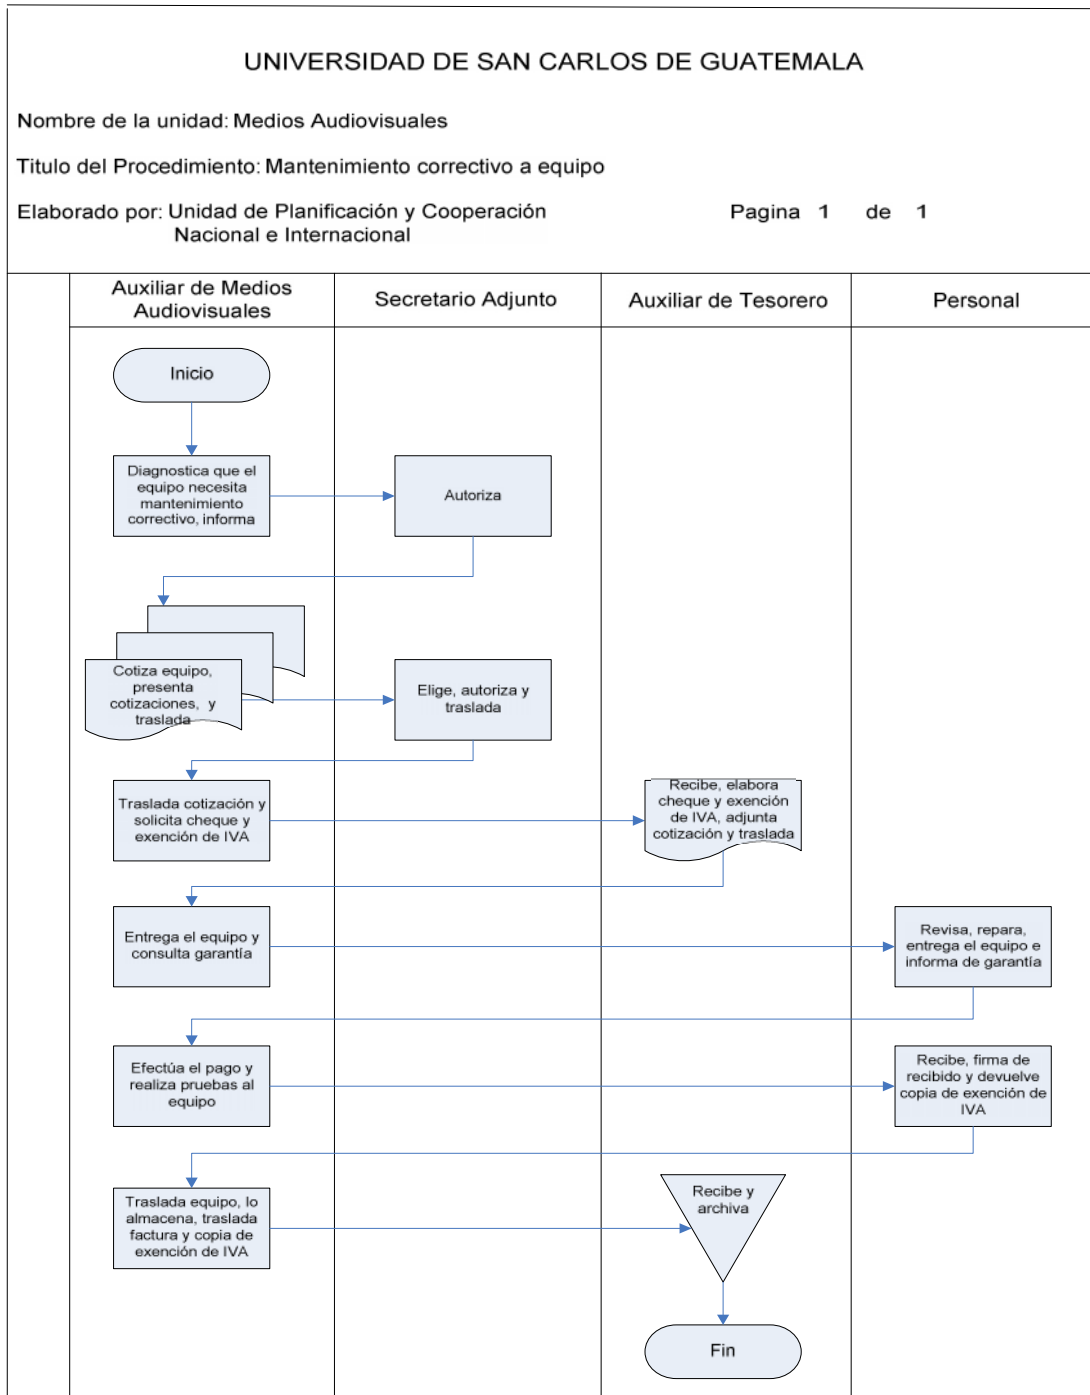 UNIVERSIDAD DE SAN CARLOS DE GUATEMALA
Nombre de la unidad: Medios Audiovisuales
Titulo del Procedimiento: Mantenimiento correctivo a equipo
Elaborado por: Unidad de Planificación y Cooperación
Nacional e Internacional
Pagina 1 de 1
Auxiliar de Medios
Audiovisuales
Secretario Adjunto
Auxiliar de Tesorero
Personal
Inicio
Diagnostica que el
equipo necesita
mantenimiento
correctivo, informa
Autoriza
Cotiza equipo,
presenta
cotizaciones, y
traslada
Elige, autoriza y
traslada
Traslada cotización y
solicita cheque y
exención de IVA
Recibe, elabora
cheque y exención
de IVA, adjunta
cotización y traslada
Entrega el equipo y
consulta garantía
Revisa, repara,
entrega el equipo e
informa de garantía
Efectúa el pago y
realiza pruebas al
equipo
Recibe, firma de
recibido y devuelve
copia de exención de
IVA
Traslada equipo, lo
almacena, traslada
factura y copia de
exención de IVA
Recibe y
archiva
Fin